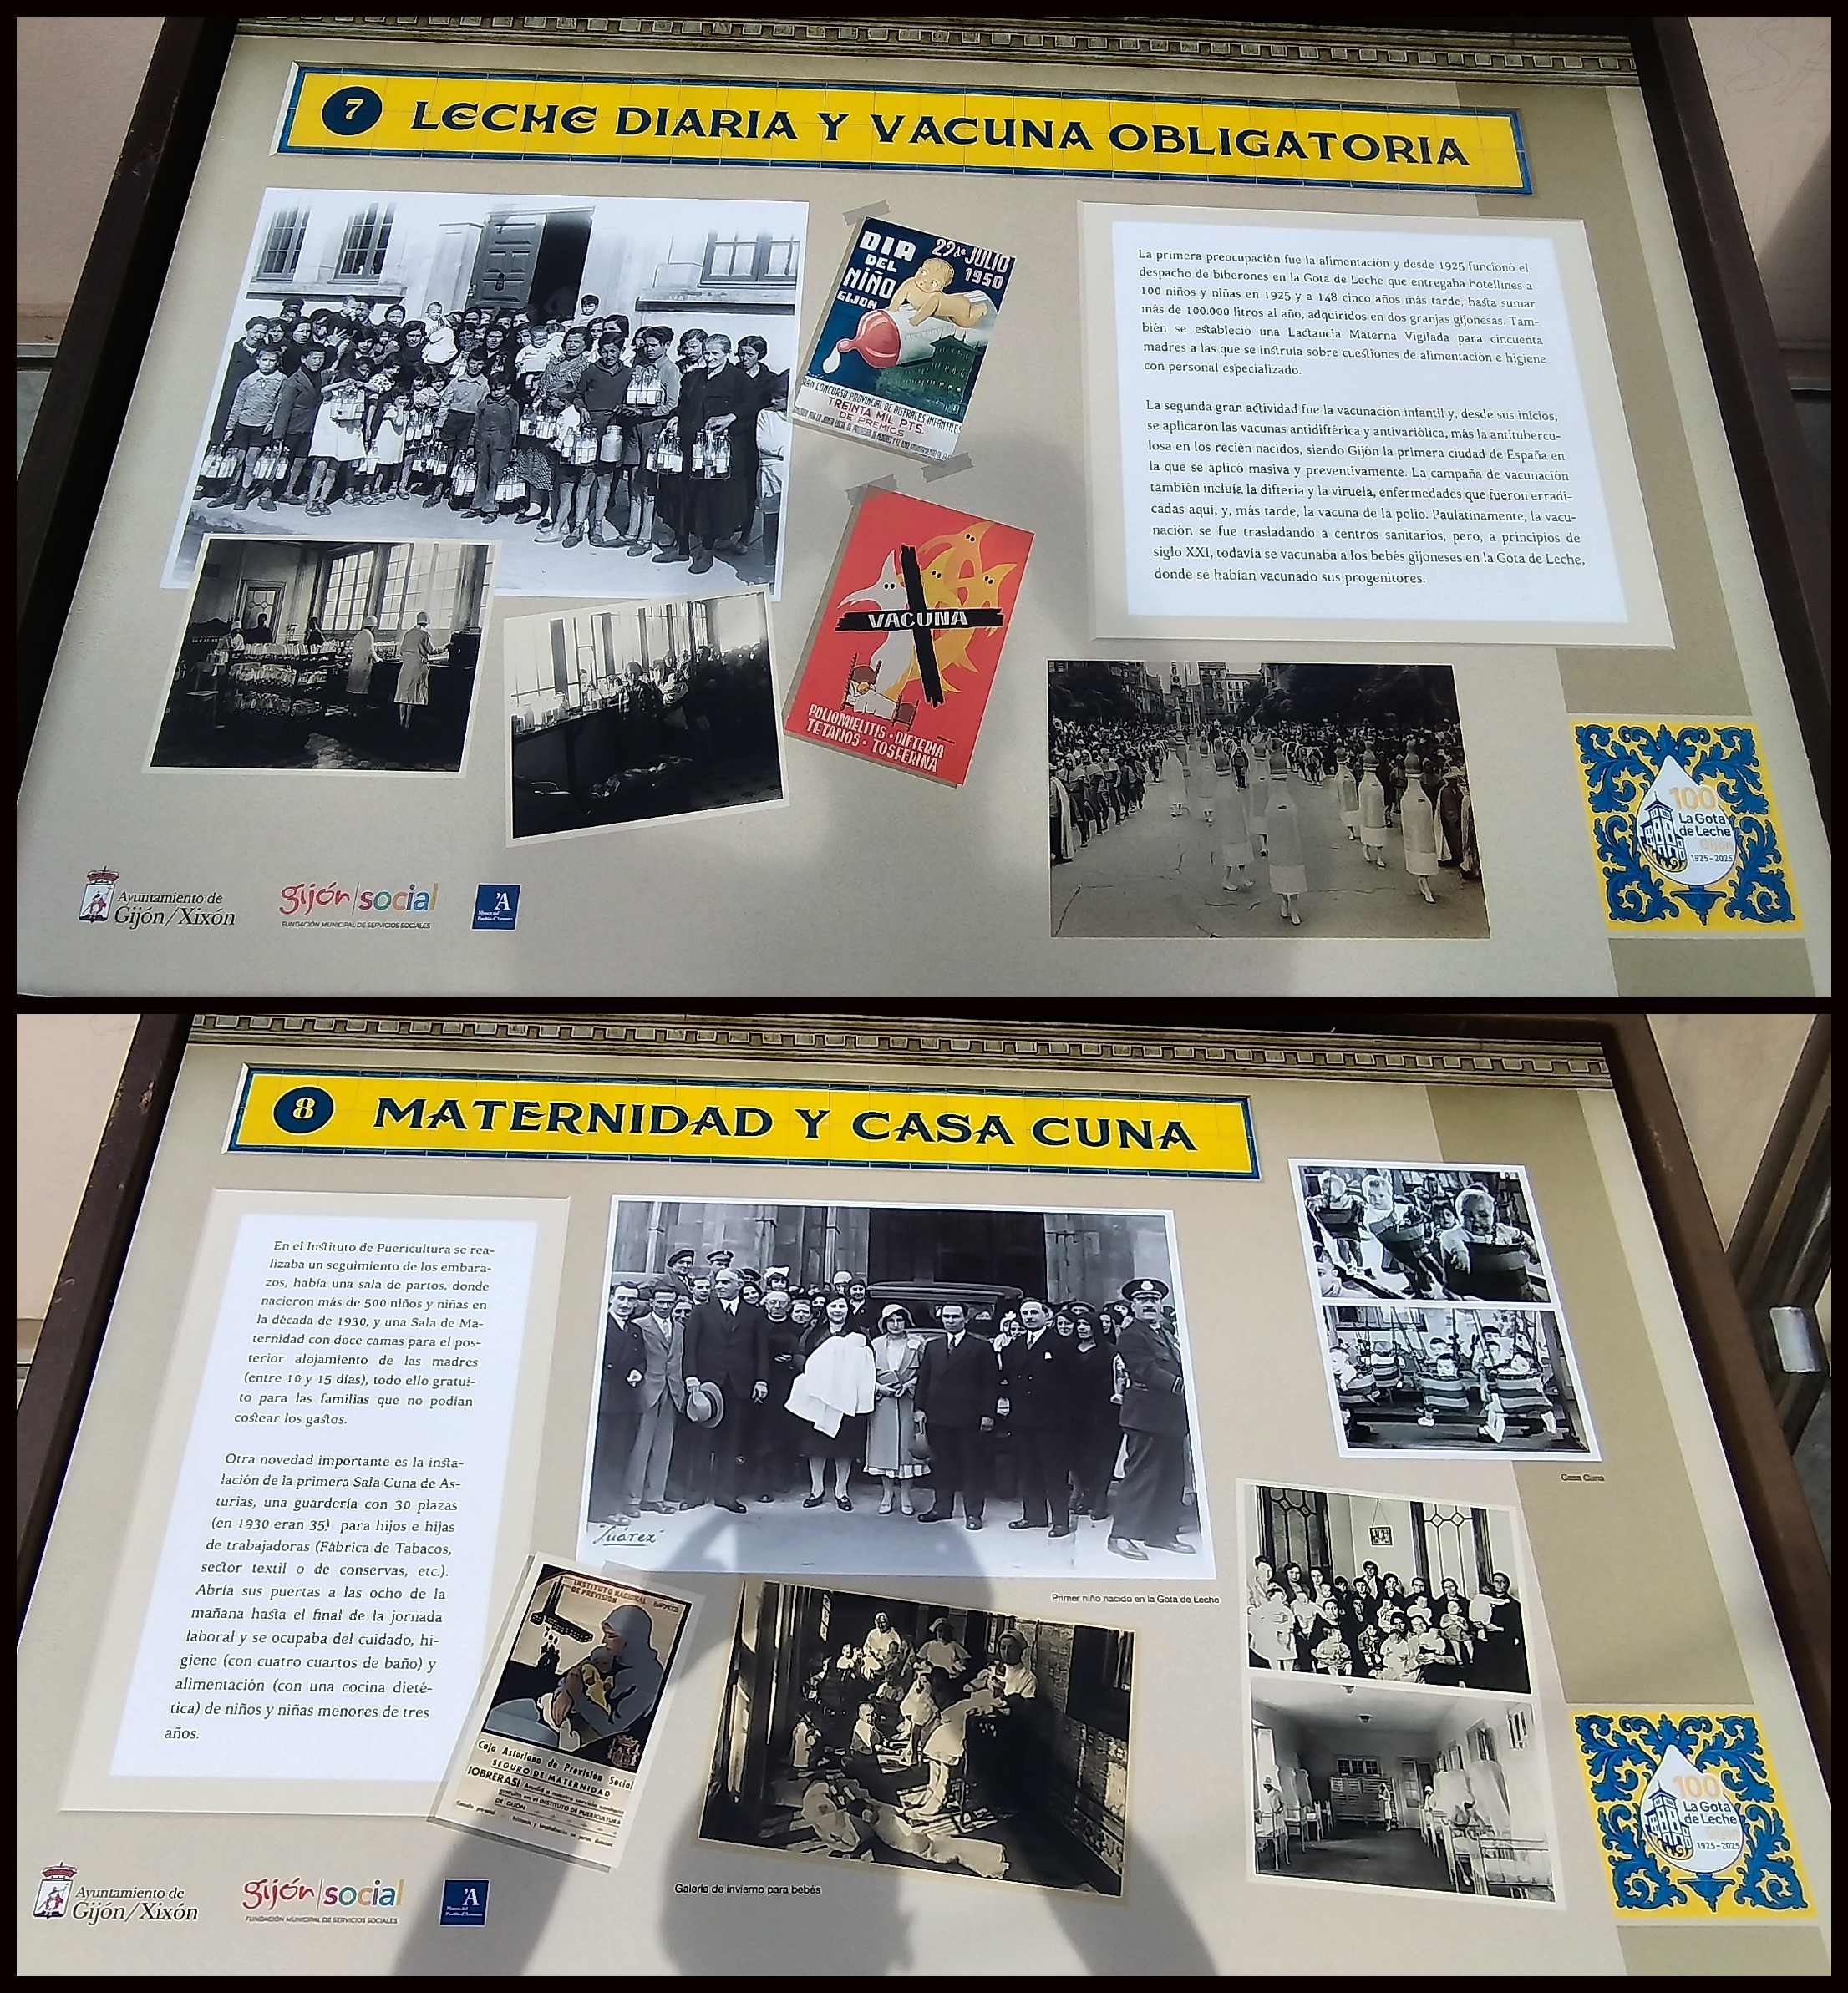 7 LECHE DIARIA Y VACUNA OBLIGATORIA
DIA
DEL
NIÑO
GIJON
29 de JULIO
1950
GRAN CONCURSO PROVINCIAL DE DISFRACES INFANTILES
TREINTA MIL PTS.
DE PREMIOS
VACUNA
POLIOMIELITIS · DIFTERIA
TETANOS · TOSFERINA
La primera preocupación fue la alimentación y desde 1925 funcionó el
despacho de biberones en la Gota de Leche que entregaba botellines a
100 niños y niñas en 1925 y a 148 cinco años más tarde, hasta sumar
más de 100.000 litros al año, adquiridos en dos granjas gijonesas. Tam-
bién se estableció una Lactancia Materna Vigilada para cincuenta
madres a las que se instruía sobre cuestiones de alimentación e higiene
con personal especializado.
La segunda gran actividad fue la vacunación infantil y, desde sus inicios,
se aplicaron las vacunas antidiftérica y antivariólica, más la antitubercu-
losa en los recién nacidos, siendo Gijón la primera ciudad de España en
la que se aplicó masiva y preventivamente. La campaña de vacunación
también incluía la difteria y la viruela, enfermedades que fueron erradi-
cadas aquí, y, más tarde, la vacuna de la polio. Paulatinamente, la vacu-
nación se fue trasladando a centros sanitarios, pero, a principios de
siglo XXI, todavía se vacunaba a los bebés gijoneses en la Gota de Leche,
donde se habían vacunado sus progenitores.
100
La Gota
de Leche
Gijón
1925-2025
Ayuntamiento de
Gijón/Xixón
gijón social
FUNDACIÓN MUNICIPAL DE SERVICIOS SOCIALES
'A
Museo del
Pueblo d'Asturies
8 MATERNIDAD Y CASA CUNA
En el Instituto de Puericultura se rea-
lizaba un seguimiento de los embara-
zos, había una sala de partos, donde
nacieron más de 500 niños y niñas en
la década de 1930, y una Sala de Ma-
ternidad con doce camas para el pos-
terior alojamiento de las madres
(entre 10 y 15 días), todo ello gratui-
to para las familias que no podían
costear los gastos.
Otra novedad importante es la insta-
lación de la primera Sala Cuna de As-
turias, una guardería con 30 plazas
(en 1930 eran 35) para hijos e hijas
de trabajadoras (Fábrica de Tabacos,
sector textil o de conservas, etc.).
Abría sus puertas a las ocho de la
mañana hasta el final de la jornada
laboral y se ocupaba del cuidado, hi-
giene (con cuatro cuartos de baño) y
alimentación (con una cocina dieté-
tica) de niños y niñas menores de tres
años.
Suárez
Primer niño nacido en la Gota de Leche
Casa Cuna
INSTITUTO NACIONAL
DE PREVISIÓN
Caja Asturiana de Previsión Social
SEGURO DE MATERNIDAD
¡OBRERAS!
INSTITUTO DE PUERICULTURA
DE GIJON
Galería de invierno para bebés
100
La Gota
de Leche
1925-2025
Ayuntamiento de
Gijón/Xixón
gijón social
FUNDACIÓN MUNICIPAL DE SERVICIOS SOCIALES
'A
Museo del
Pueblo d'Asturies